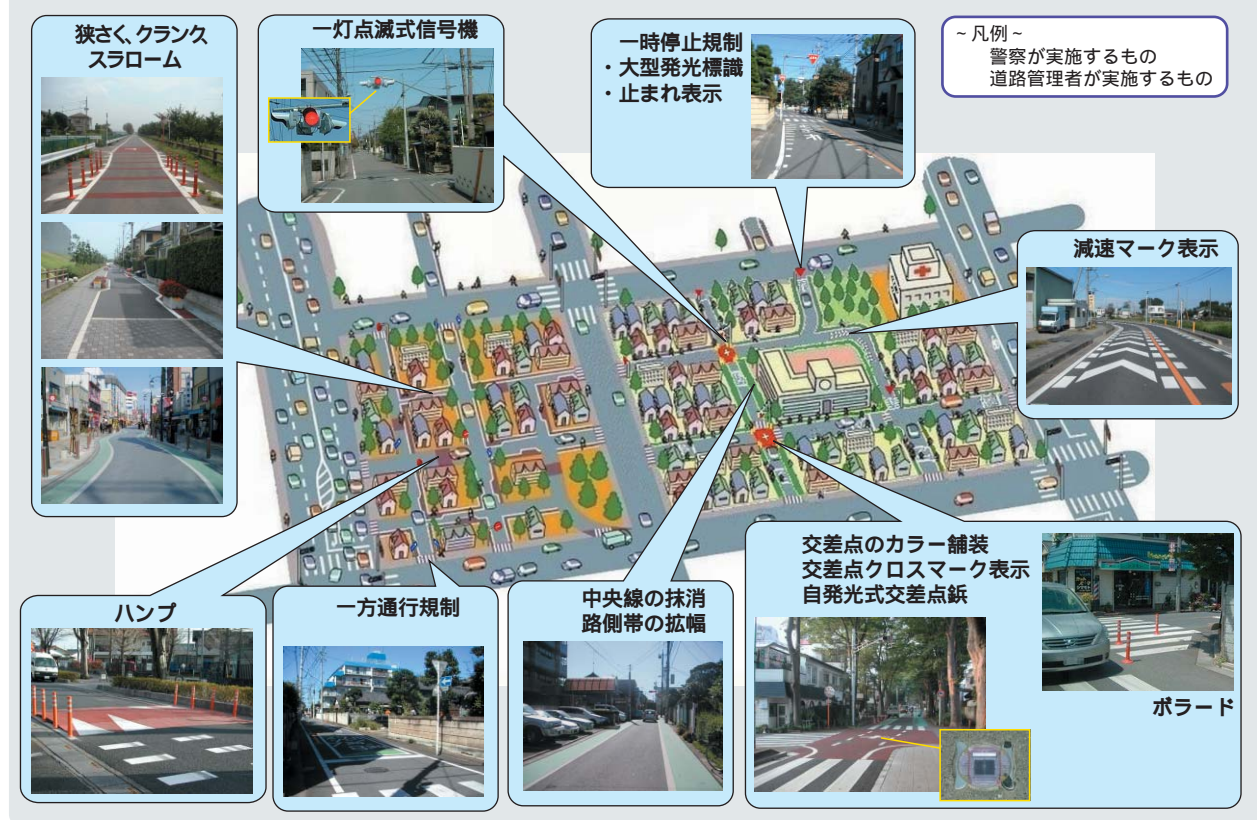 狭さく、クランク
スラローム
一灯点滅式信号機
一時停止規制
・大型発光標識
・止まれ表示
~凡例~
警察が実施するもの
道路管理者が実施するもの
減速マーク表示
ハンプ
一方通行規制
中央線の抹消
路側帯の拡幅
交差点のカラー舗装
交差点クロスマーク表示
自発光式交差点鋲
ボラード